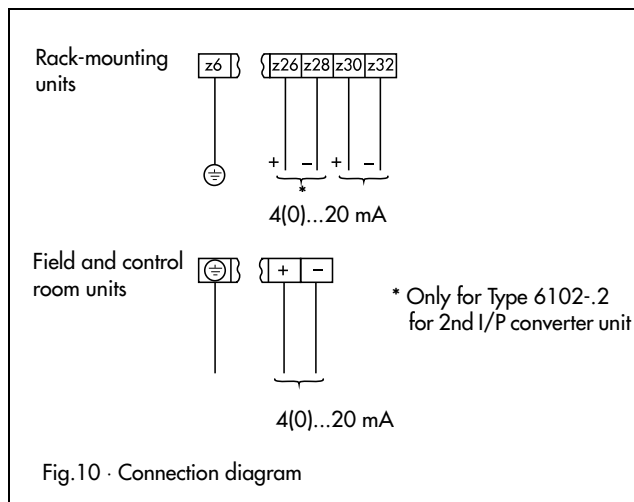 Rack-mounting
units
z6 z26 z28 z30 z32
+ − + −
*
4(0)...20 mA
Field and control
room units
+ −
* Only for Type 6102-.2
for 2nd I/P converter unit
4(0)...20 mA
Fig.10 · Connection diagram